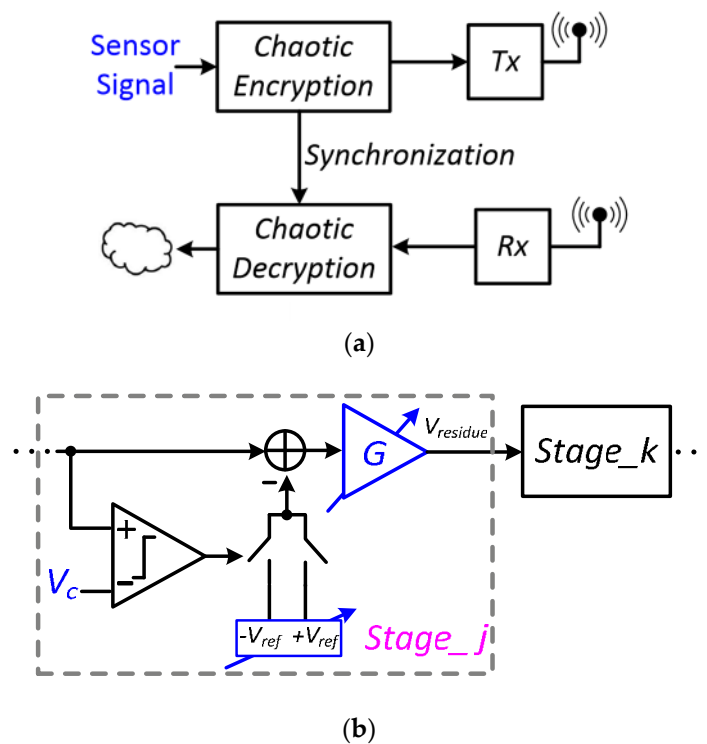 Sensor
Signal
Chaotic
Encryption
Tx
Synchronization
Chaotic
Decryption
Rx
(a)
G
Vresidue
Stage_k
+
-
-
Vc
-Vref +Vref
Stage_ j
(b)